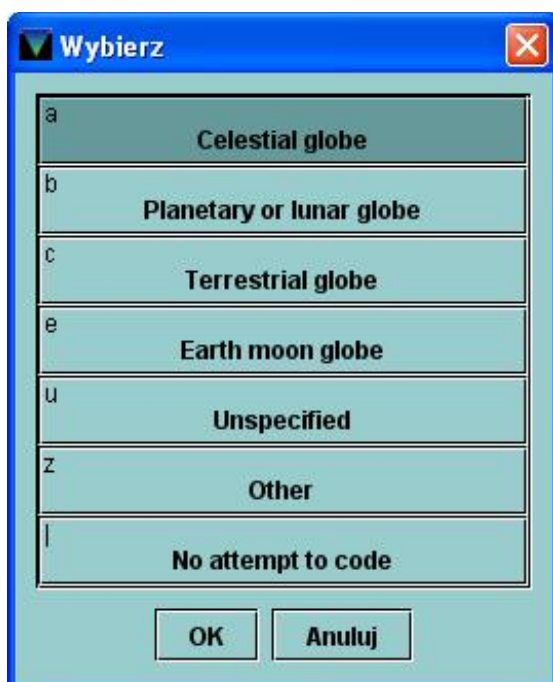 Wybierz
a
Celestial globe
b
Planetary or lunar globe
c
Terrestrial globe
e
Earth moon globe
u
Unspecified
z
Other
|
No attempt to code
OK Anuluj